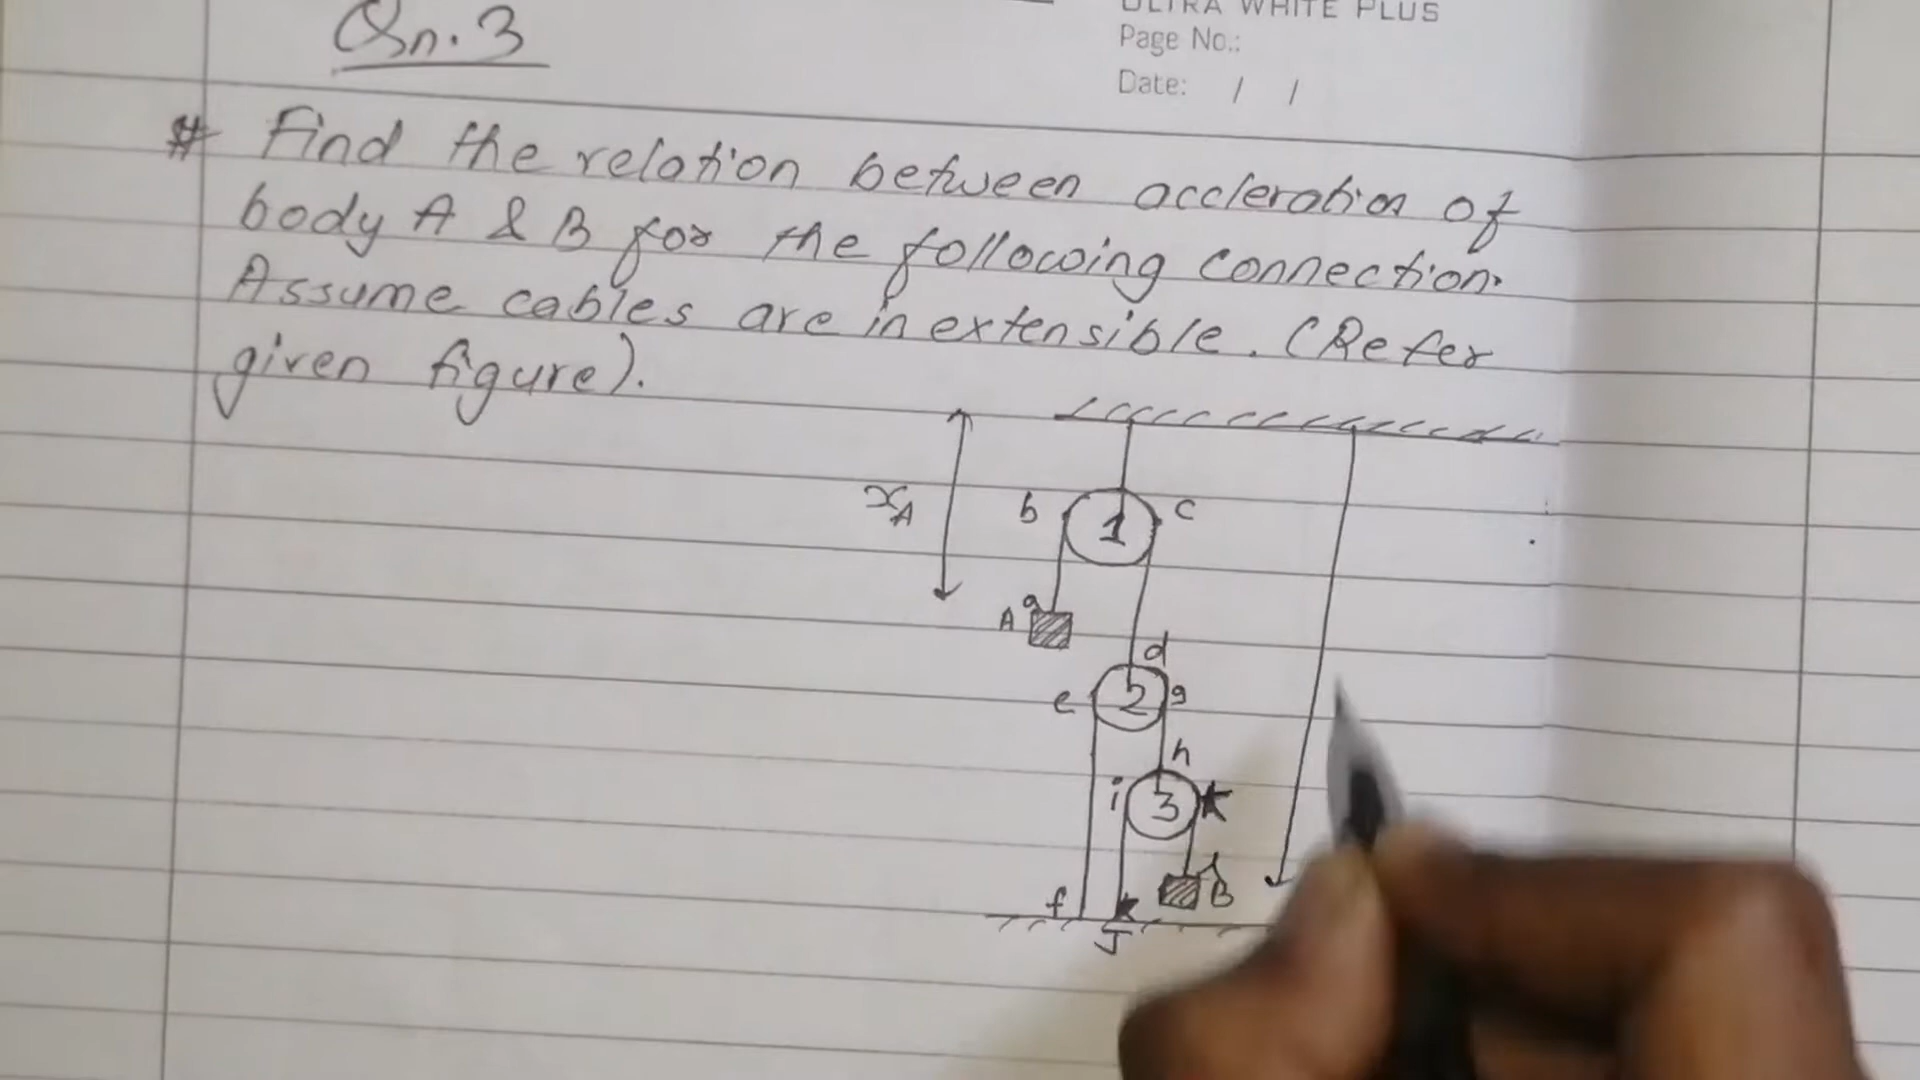 ULTRA WHITE PLUS
Page No.:
Date: / /
Qn. 3
# Find the relation between accleration of
body A & B for the following connection.
Assume cables are inextensible. (Refer
given figure).
x_A
b 1 c
A a
d
e 2 g
h
i 3 k
B
f
J